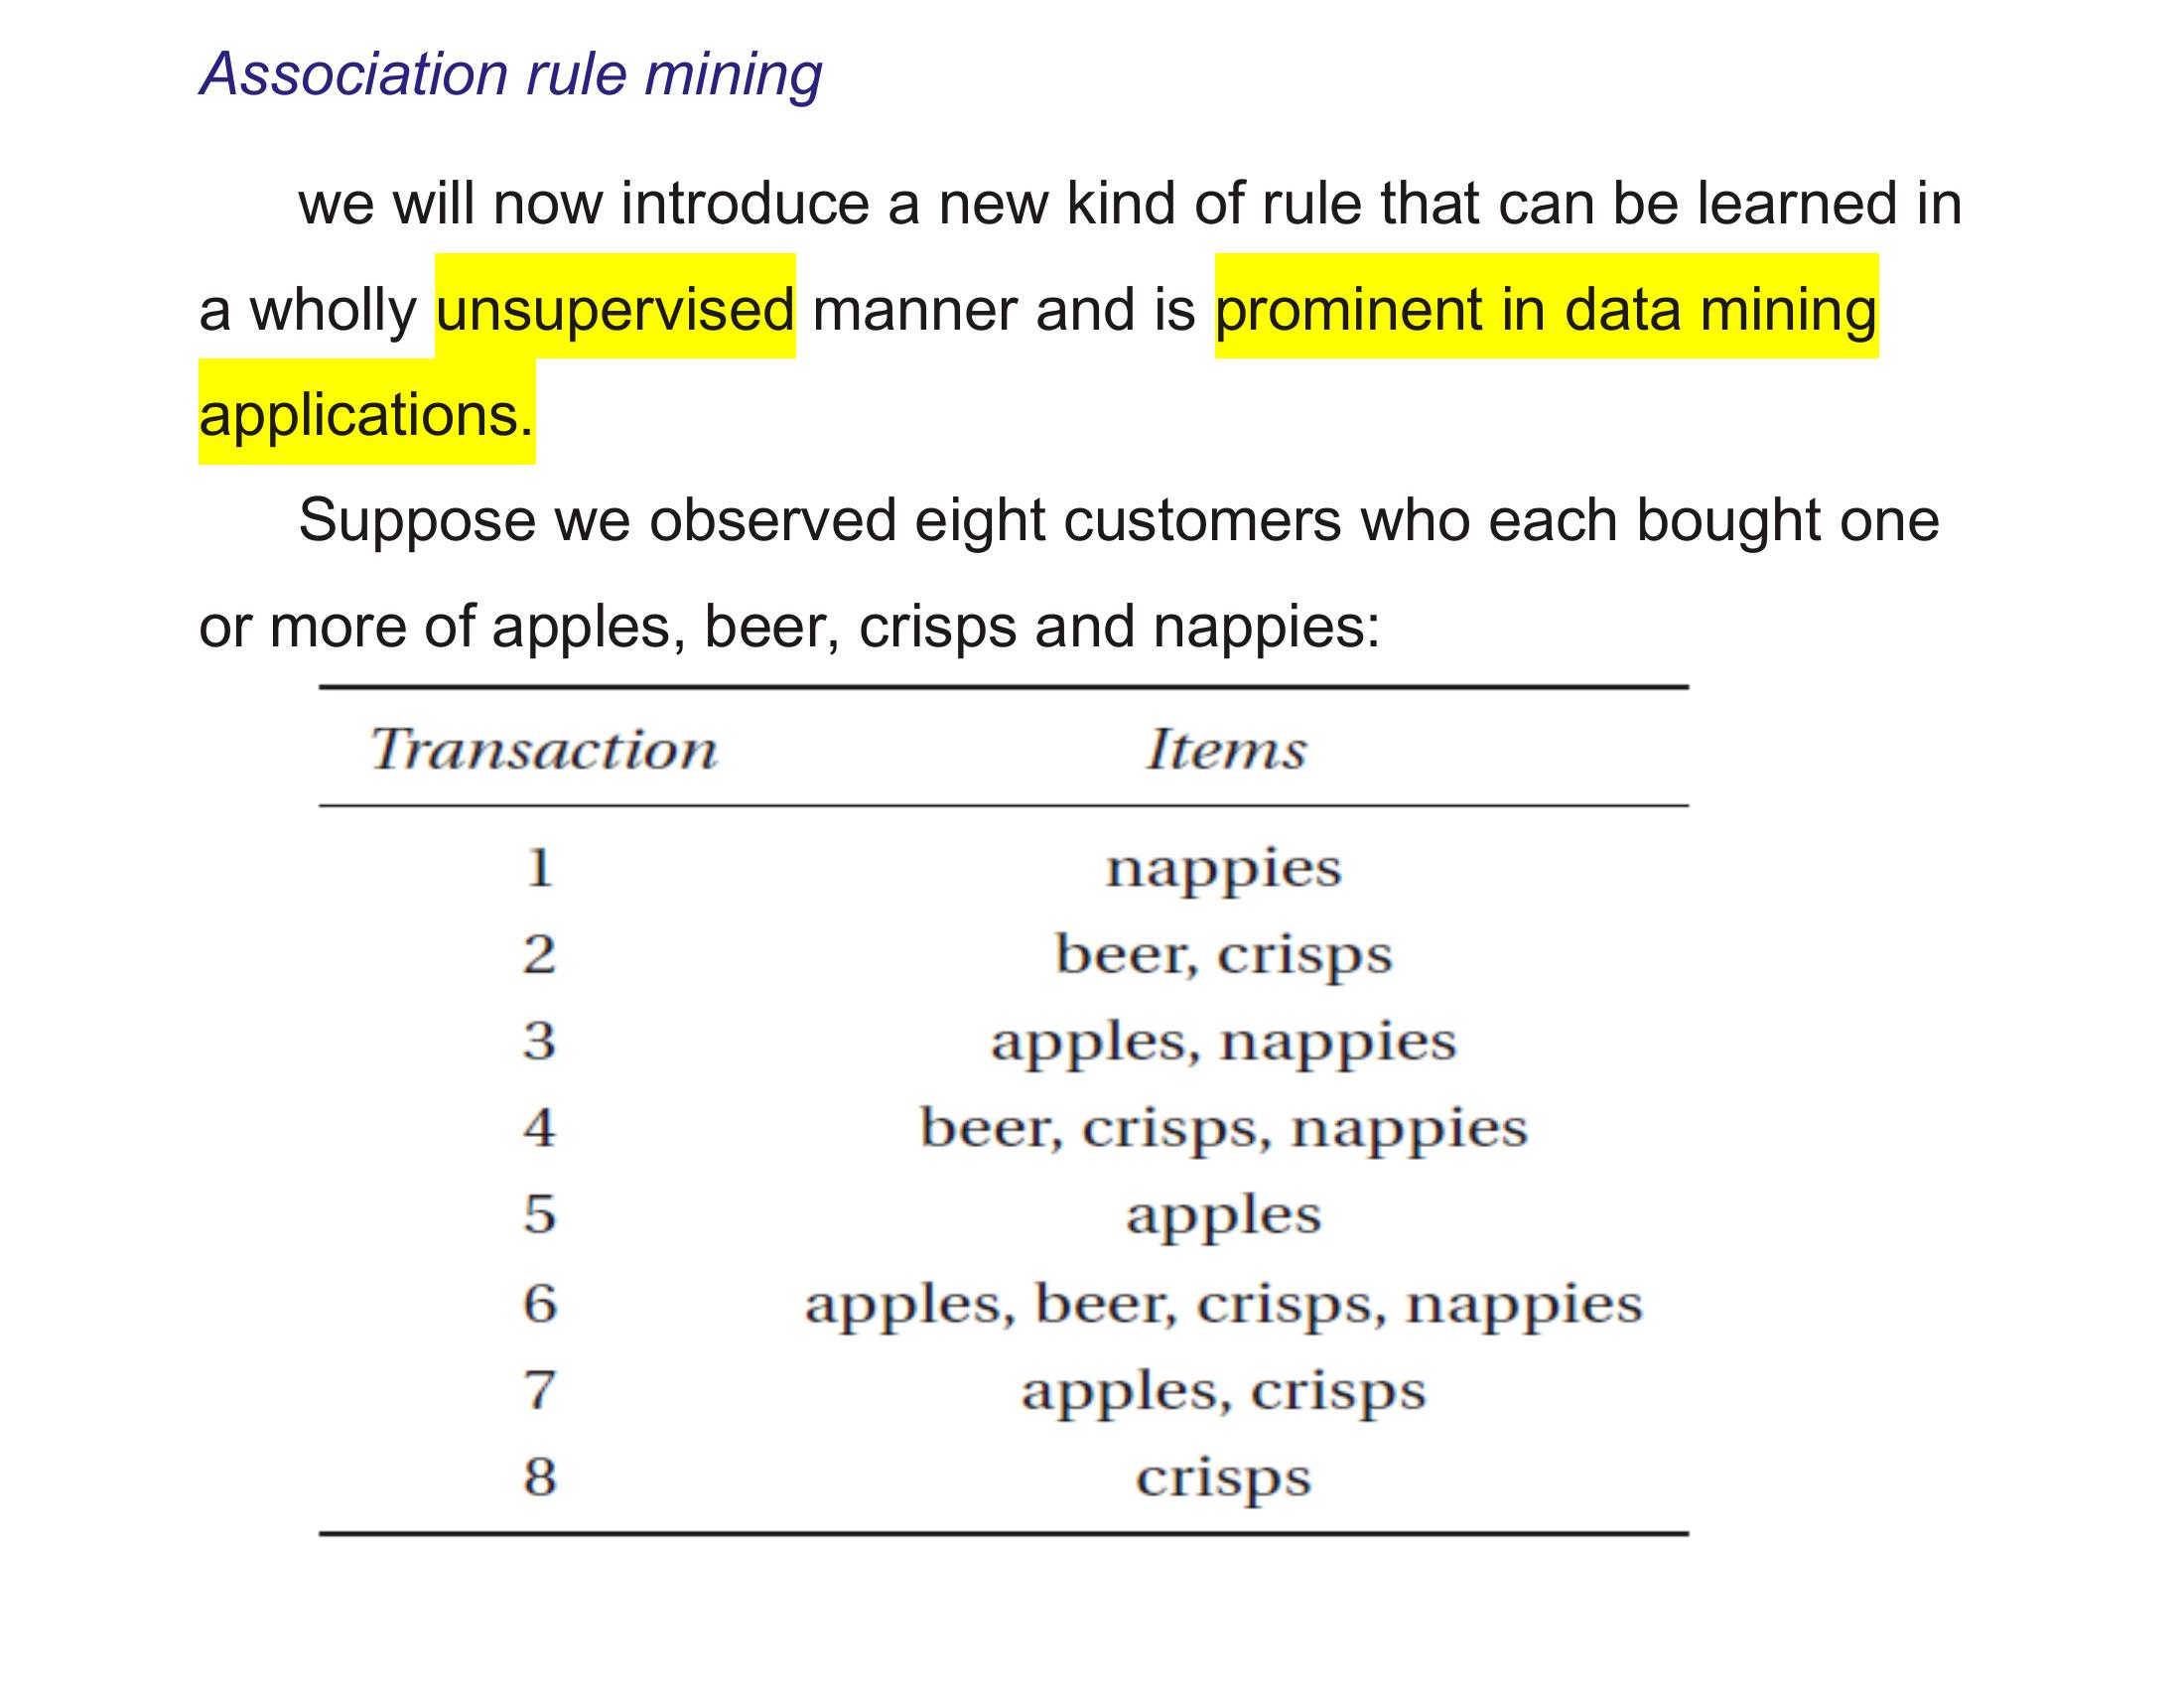 Association rule mining
we will now introduce a new kind of rule that can be learned in
a wholly unsupervised manner and is prominent in data mining
applications.
Suppose we observed eight customers who each bought one
or more of apples, beer, crisps and nappies:
Transaction Items
1 nappies
2 beer, crisps
3 apples, nappies
4 beer, crisps, nappies
5 apples
6 apples, beer, crisps, nappies
7 apples, crisps
8 crisps